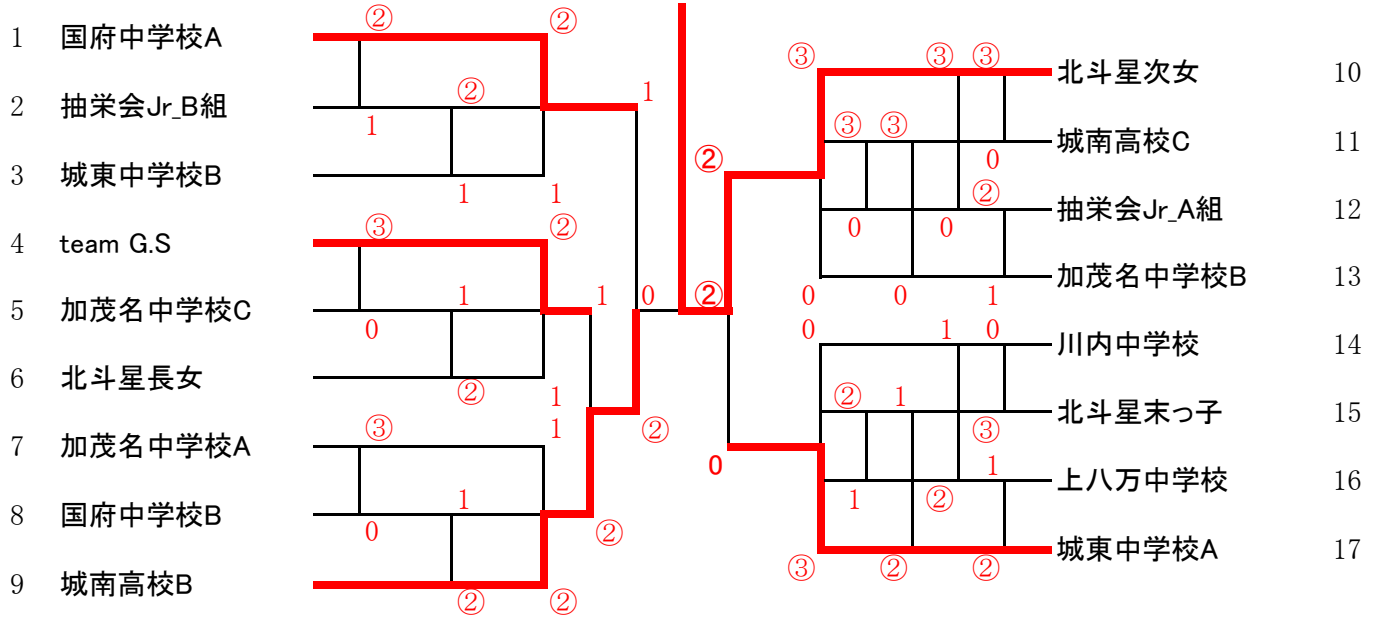 ② ②
1 国府中学校A
③ ③ ③
北斗星次女 10
② 1
2 抽栄会Jr_B組
1
③ ③
城南高校C 11
② 0
3 城東中学校B
1 1
②
抽栄会Jr_A組 12
③ ② 0 0
4 team G.S
加茂名中学校B 13
1 1 0 ② 0 0 1
5 加茂名中学校C
0
0 1 0
川内中学校 14
6 北斗星長女
② 1
② 1
北斗星末っ子 15
③ 1 ② ③
7 加茂名中学校A
0 1
上八万中学校 16
1 1 ②
8 国府中学校B
0 ②
城東中学校A 17
③ ② ②
9 城南高校B
② ②